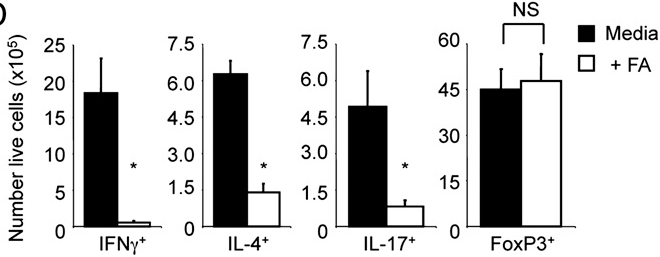 D
NS
Media
+ FA
Number live cells (x10⁵)
25
20
15
10
5
0
*
IFNγ⁺
7.5
6.0
4.5
3.0
1.5
0
*
IL-4⁺
7.5
6.0
4.5
3.0
1.5
0
*
IL-17⁺
60
45
30
15
0
FoxP3⁺